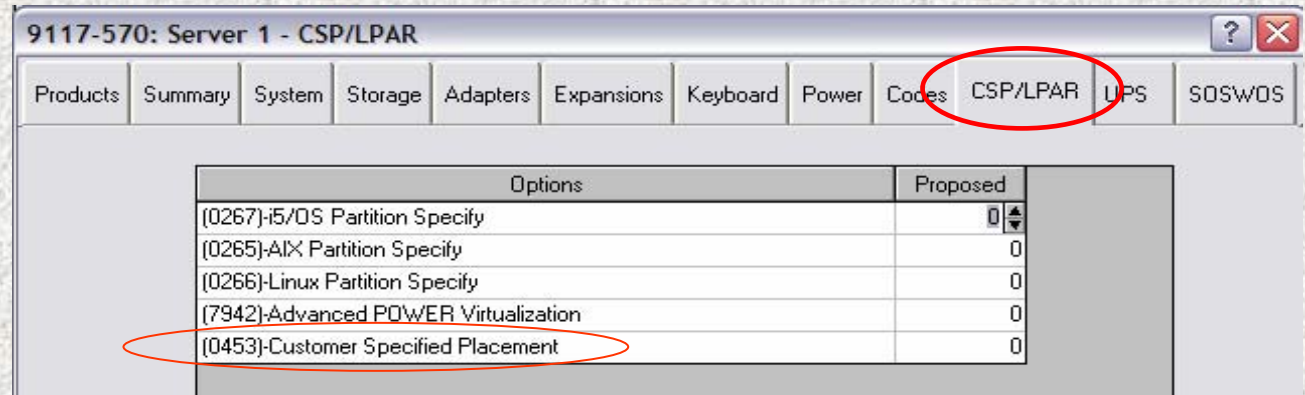 9117-570: Server 1 - CSP/LPAR ?
Products Summary System Storage Adapters Expansions Keyboard Power Codes CSP/LPAR UPS SOSWOS
Options Proposed
(0267)-i5/OS Partition Specify 0
(0265)-AIX Partition Specify 0
(0266)-Linux Partition Specify 0
(7942)-Advanced POWER Virtualization 0
(0453)-Customer Specified Placement 0